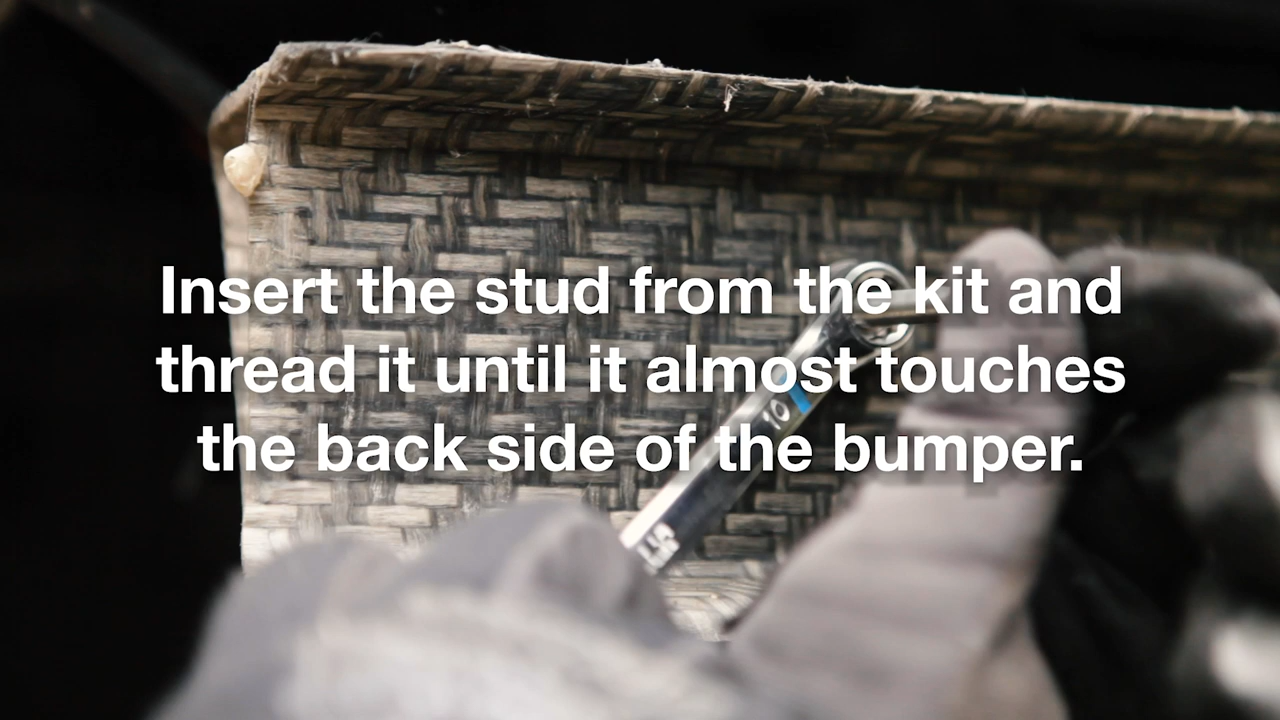 Insert the stud from the kit and
thread it until it almost touches
the back side of the bumper.
10